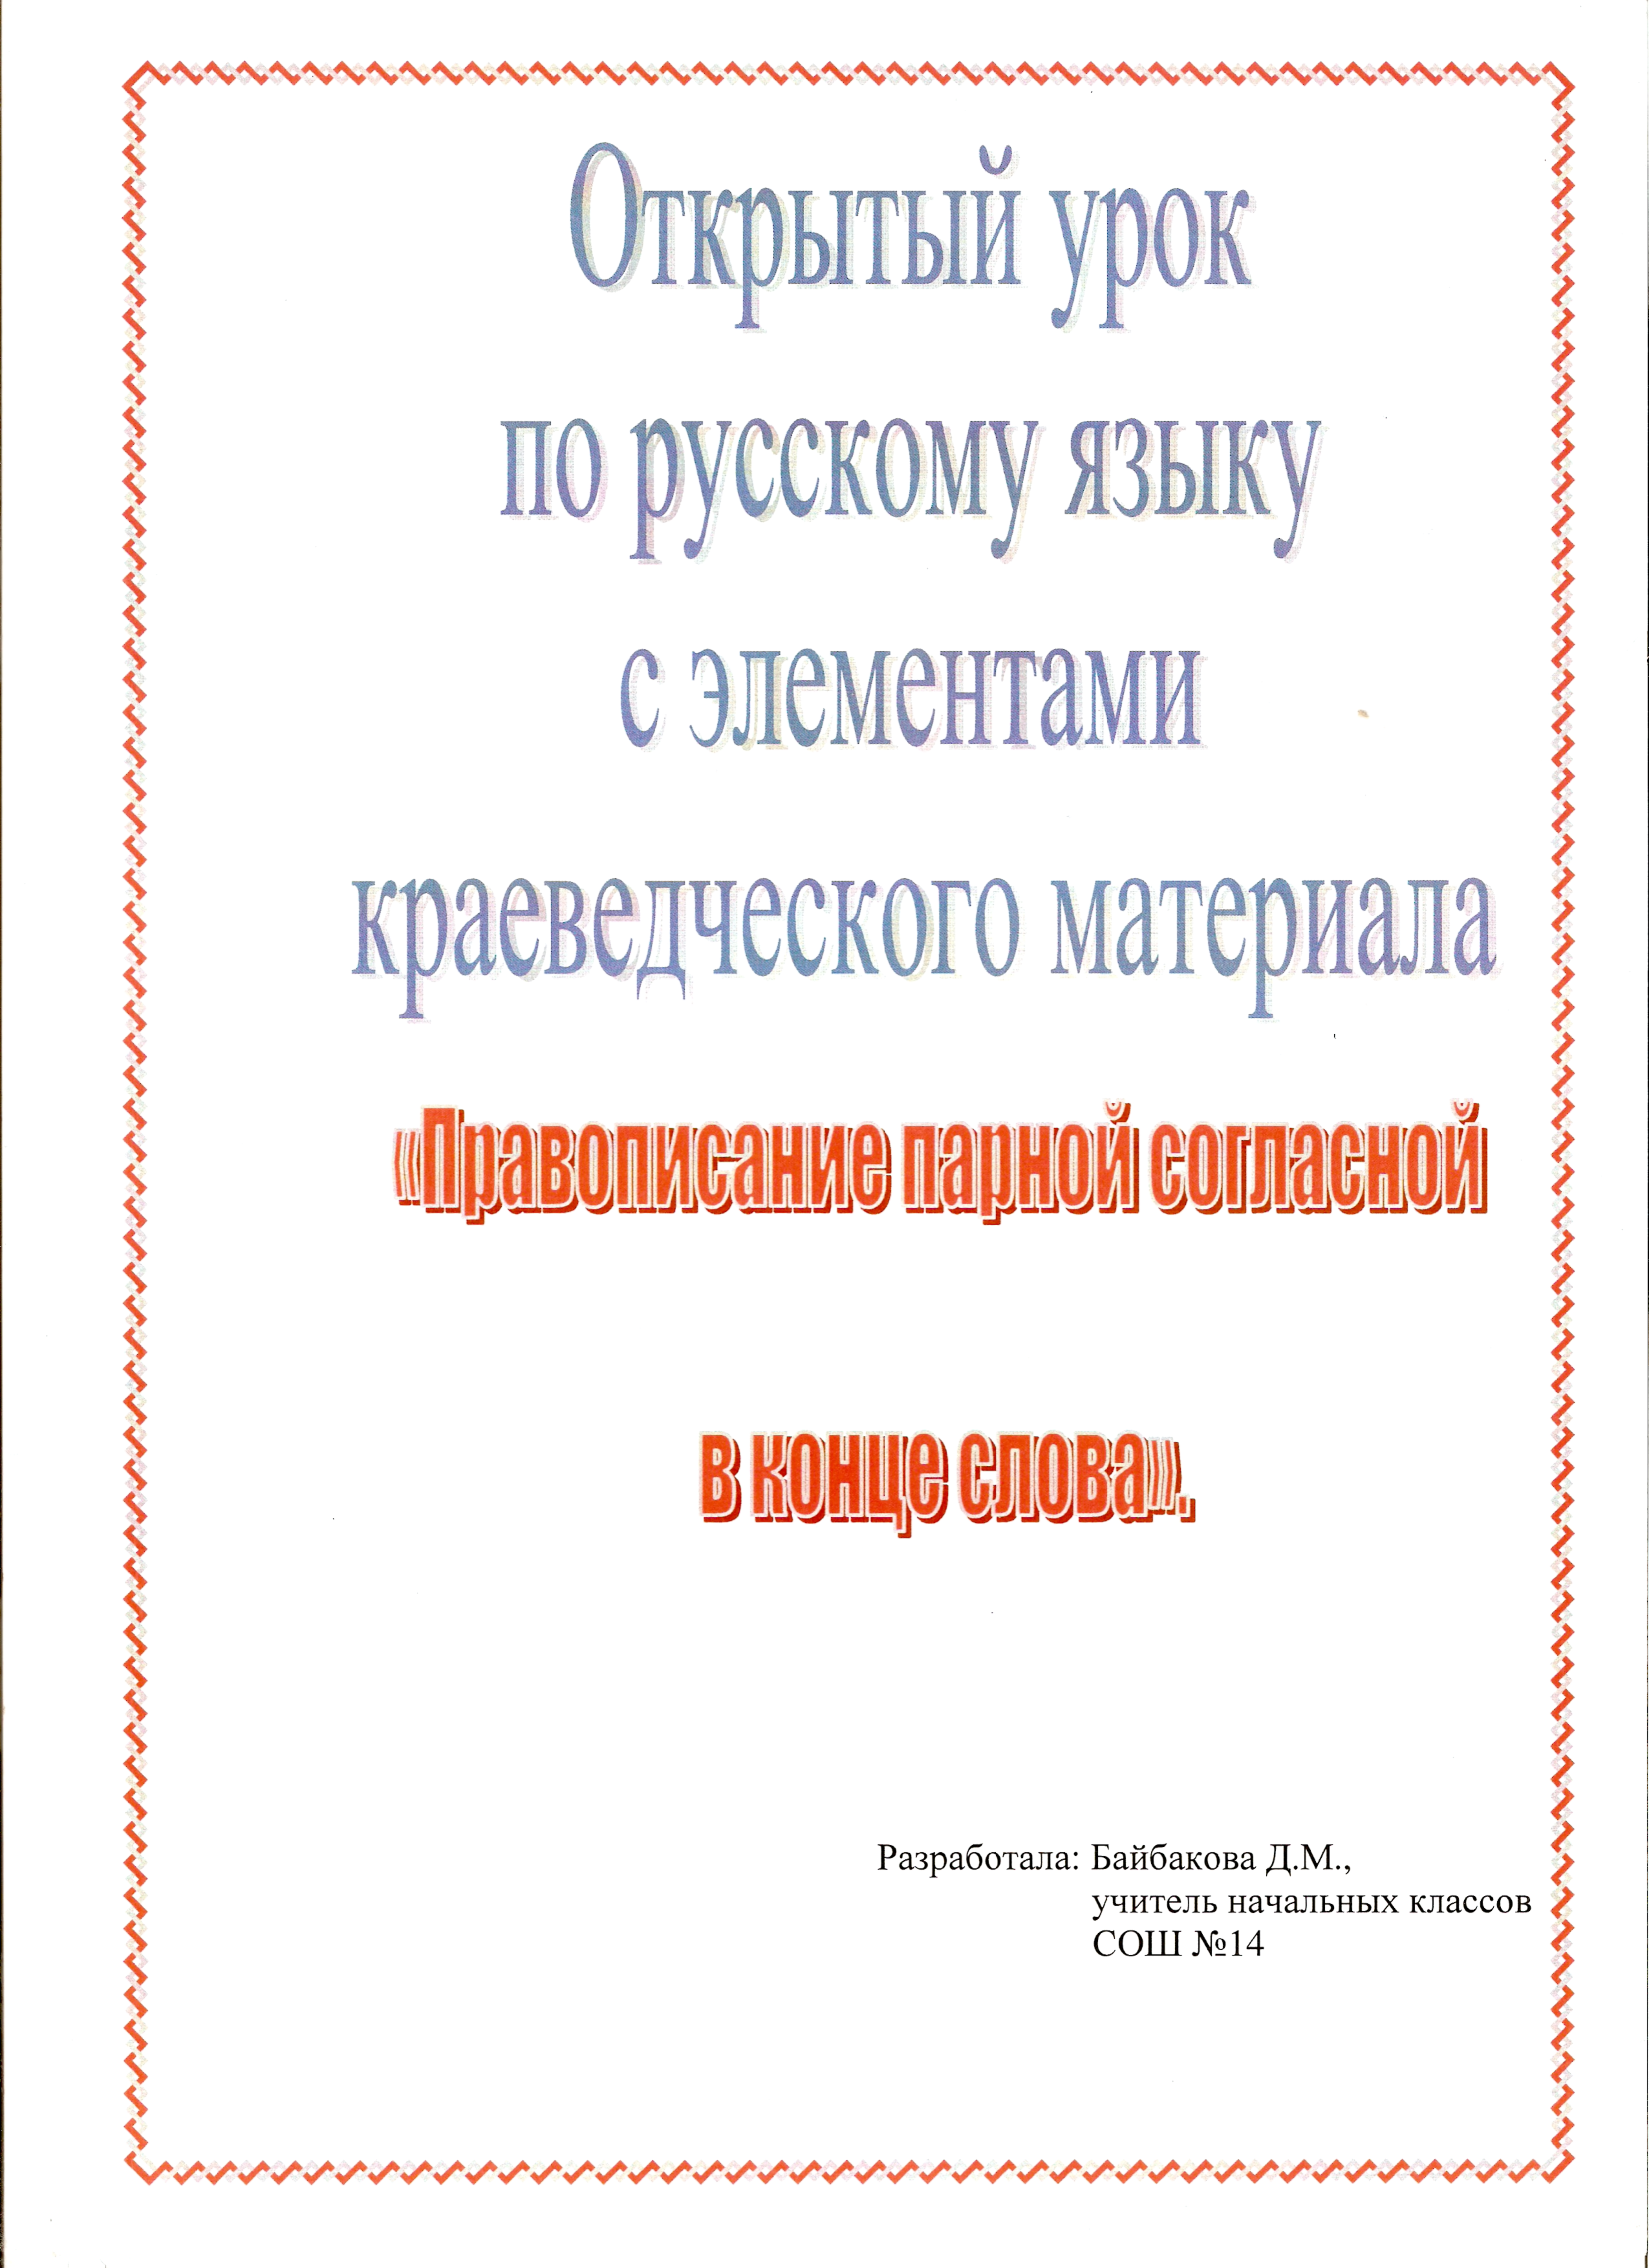 Открытый урок
по русскому языку
с элементами
краеведческого материала
«Правописание парной согласной
в конце слова».
Разработала: Байбакова Д.М.,
учитель начальных классов
СОШ №14